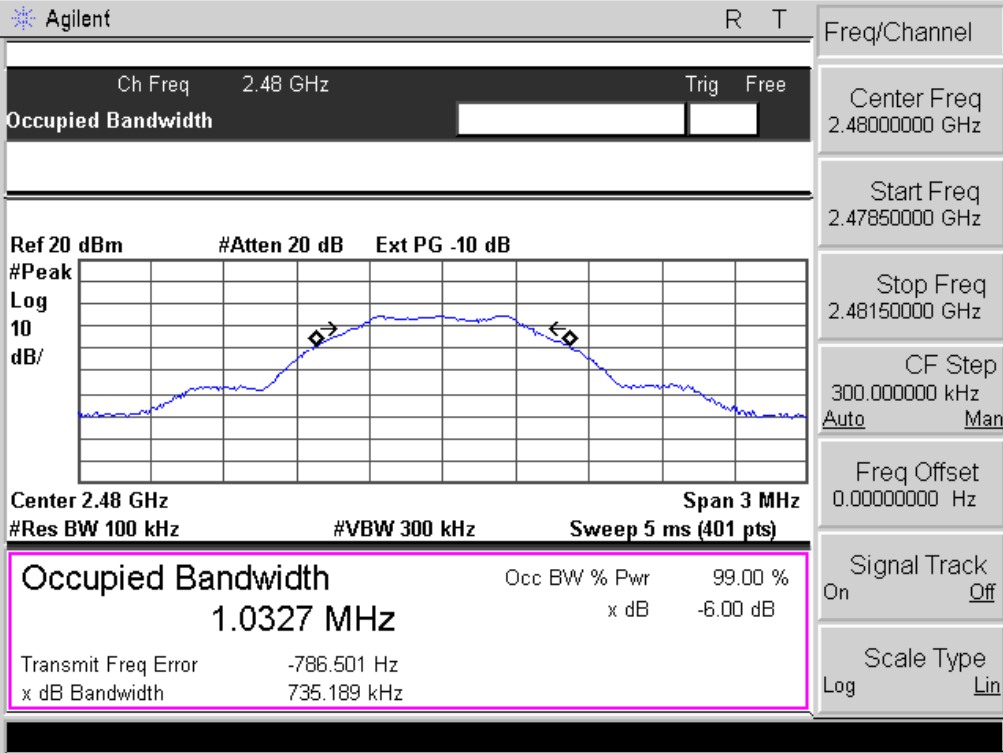 Agilent R T
Ch Freq 2.48 GHz Trig Free
Occupied Bandwidth
Ref 20 dBm #Atten 20 dB Ext PG -10 dB
#Peak
Log
10
dB/
Center 2.48 GHz Span 3 MHz
#Res BW 100 kHz #VBW 300 kHz Sweep 5 ms (401 pts)
Occupied Bandwidth
1.0327 MHz
Occ BW % Pwr 99.00 %
x dB -6.00 dB
Transmit Freq Error -786.501 Hz
x dB Bandwidth 735.189 kHz
Freq/Channel
Center Freq
2.48000000 GHz
Start Freq
2.47850000 GHz
Stop Freq
2.48150000 GHz
CF Step
300.000000 kHz
Auto Man
Freq Offset
0.00000000 Hz
Signal Track
On Off
Scale Type
Log Lin